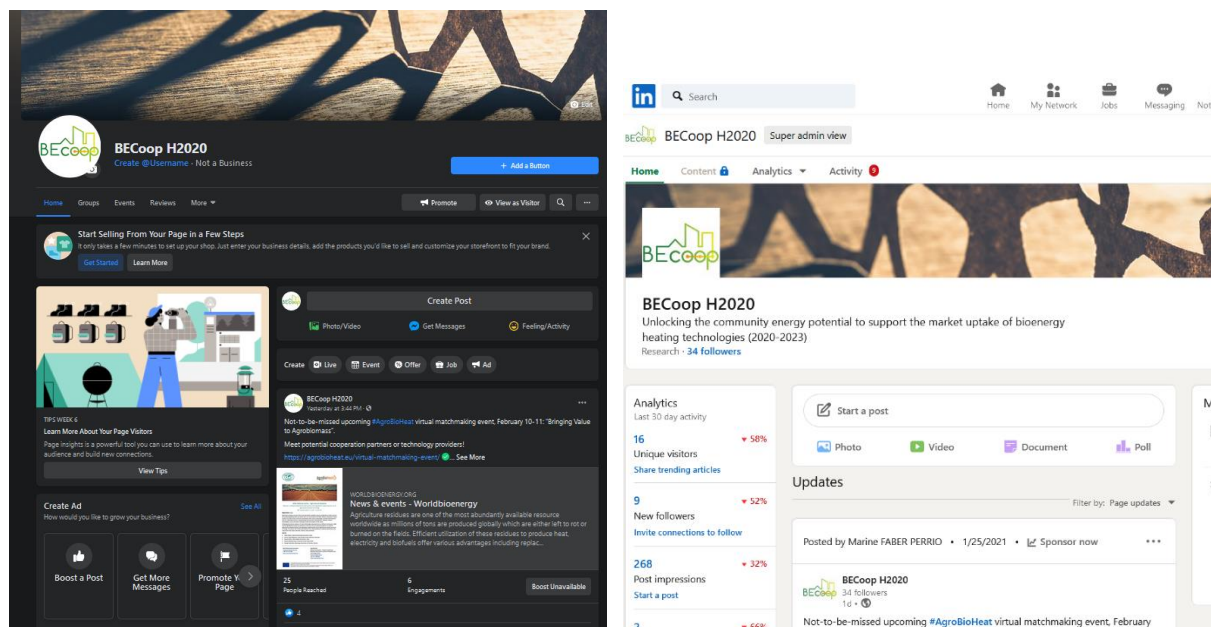 Edit
BECoop
BECoop H2020
Create @Username · Not a Business
+ Add a Button
Home Groups Events Reviews More
Promote View as Visitor
Start Selling From Your Page in a Few Steps
It only takes a few minutes to set up your shop. Just enter your business details, add the products you'd like to sell and customize your storefront to fit your brand.
Get Started Learn More
TIPS WEEK 6
Learn More About Your Page Visitors
Page Insights is a powerful tool you can use to learn more about your
audience and build new connections.
View Tips
Create Ad See All
How would you like to grow your business?
Boost a Post
Get More
Messages
Promote Y
Page
BECoop
Create Post
Photo/Video Get Messages Feeling/Activity
Create Live Event Offer Job Ad
BECoop H2020
Yesterday at 3:44 PM ·
Not-to-be-missed upcoming #AgroBioHeat virtual matchmaking event, February 10-11: "Bringing Value
to Agrobiomass".
Meet potential cooperation partners or technology providers!
https://agrobioheat.eu/virtual-matchmaking-event/ ... See More
WORLDBIOENERGY.ORG
News & events - Worldbioenergy
Agriculture residues are one of the most abundantly available resource
worldwide as millions of tons are produced globally which are either left to rot or
burned on the fields. Efficient utilization of these residues to produce heat,
electricity and biofuels offer various advantages including replac...
25
People Reached
6
Engagements
Boost Unavailable
4
in Search
Home My Network Jobs Messaging Not
BECoop BECoop H2020 Super admin view
Home Content Analytics Activity 9
BECoop
BECoop H2020
Unlocking the community energy potential to support the market uptake of bioenergy
heating technologies (2020-
2023)
Research · 34 followers
Analytics
Last 30 day activity
16 ▼ 58%
Unique visitors
Share trending articles
9 ▼ 52%
New followers
Invite connections to follow
268 ▼ 32%
Post impressions
Start a post
Start a post
Photo Video Document Poll
Updates
Filter by: Page updates
Posted by Marine FABER PERRIO • 1/25/2021 • Sponsor now
BECoop
BECoop H2020
34 followers
1d •
Not-to-be-missed upcoming #AgroBioHeat virtual matchmaking event, February
M